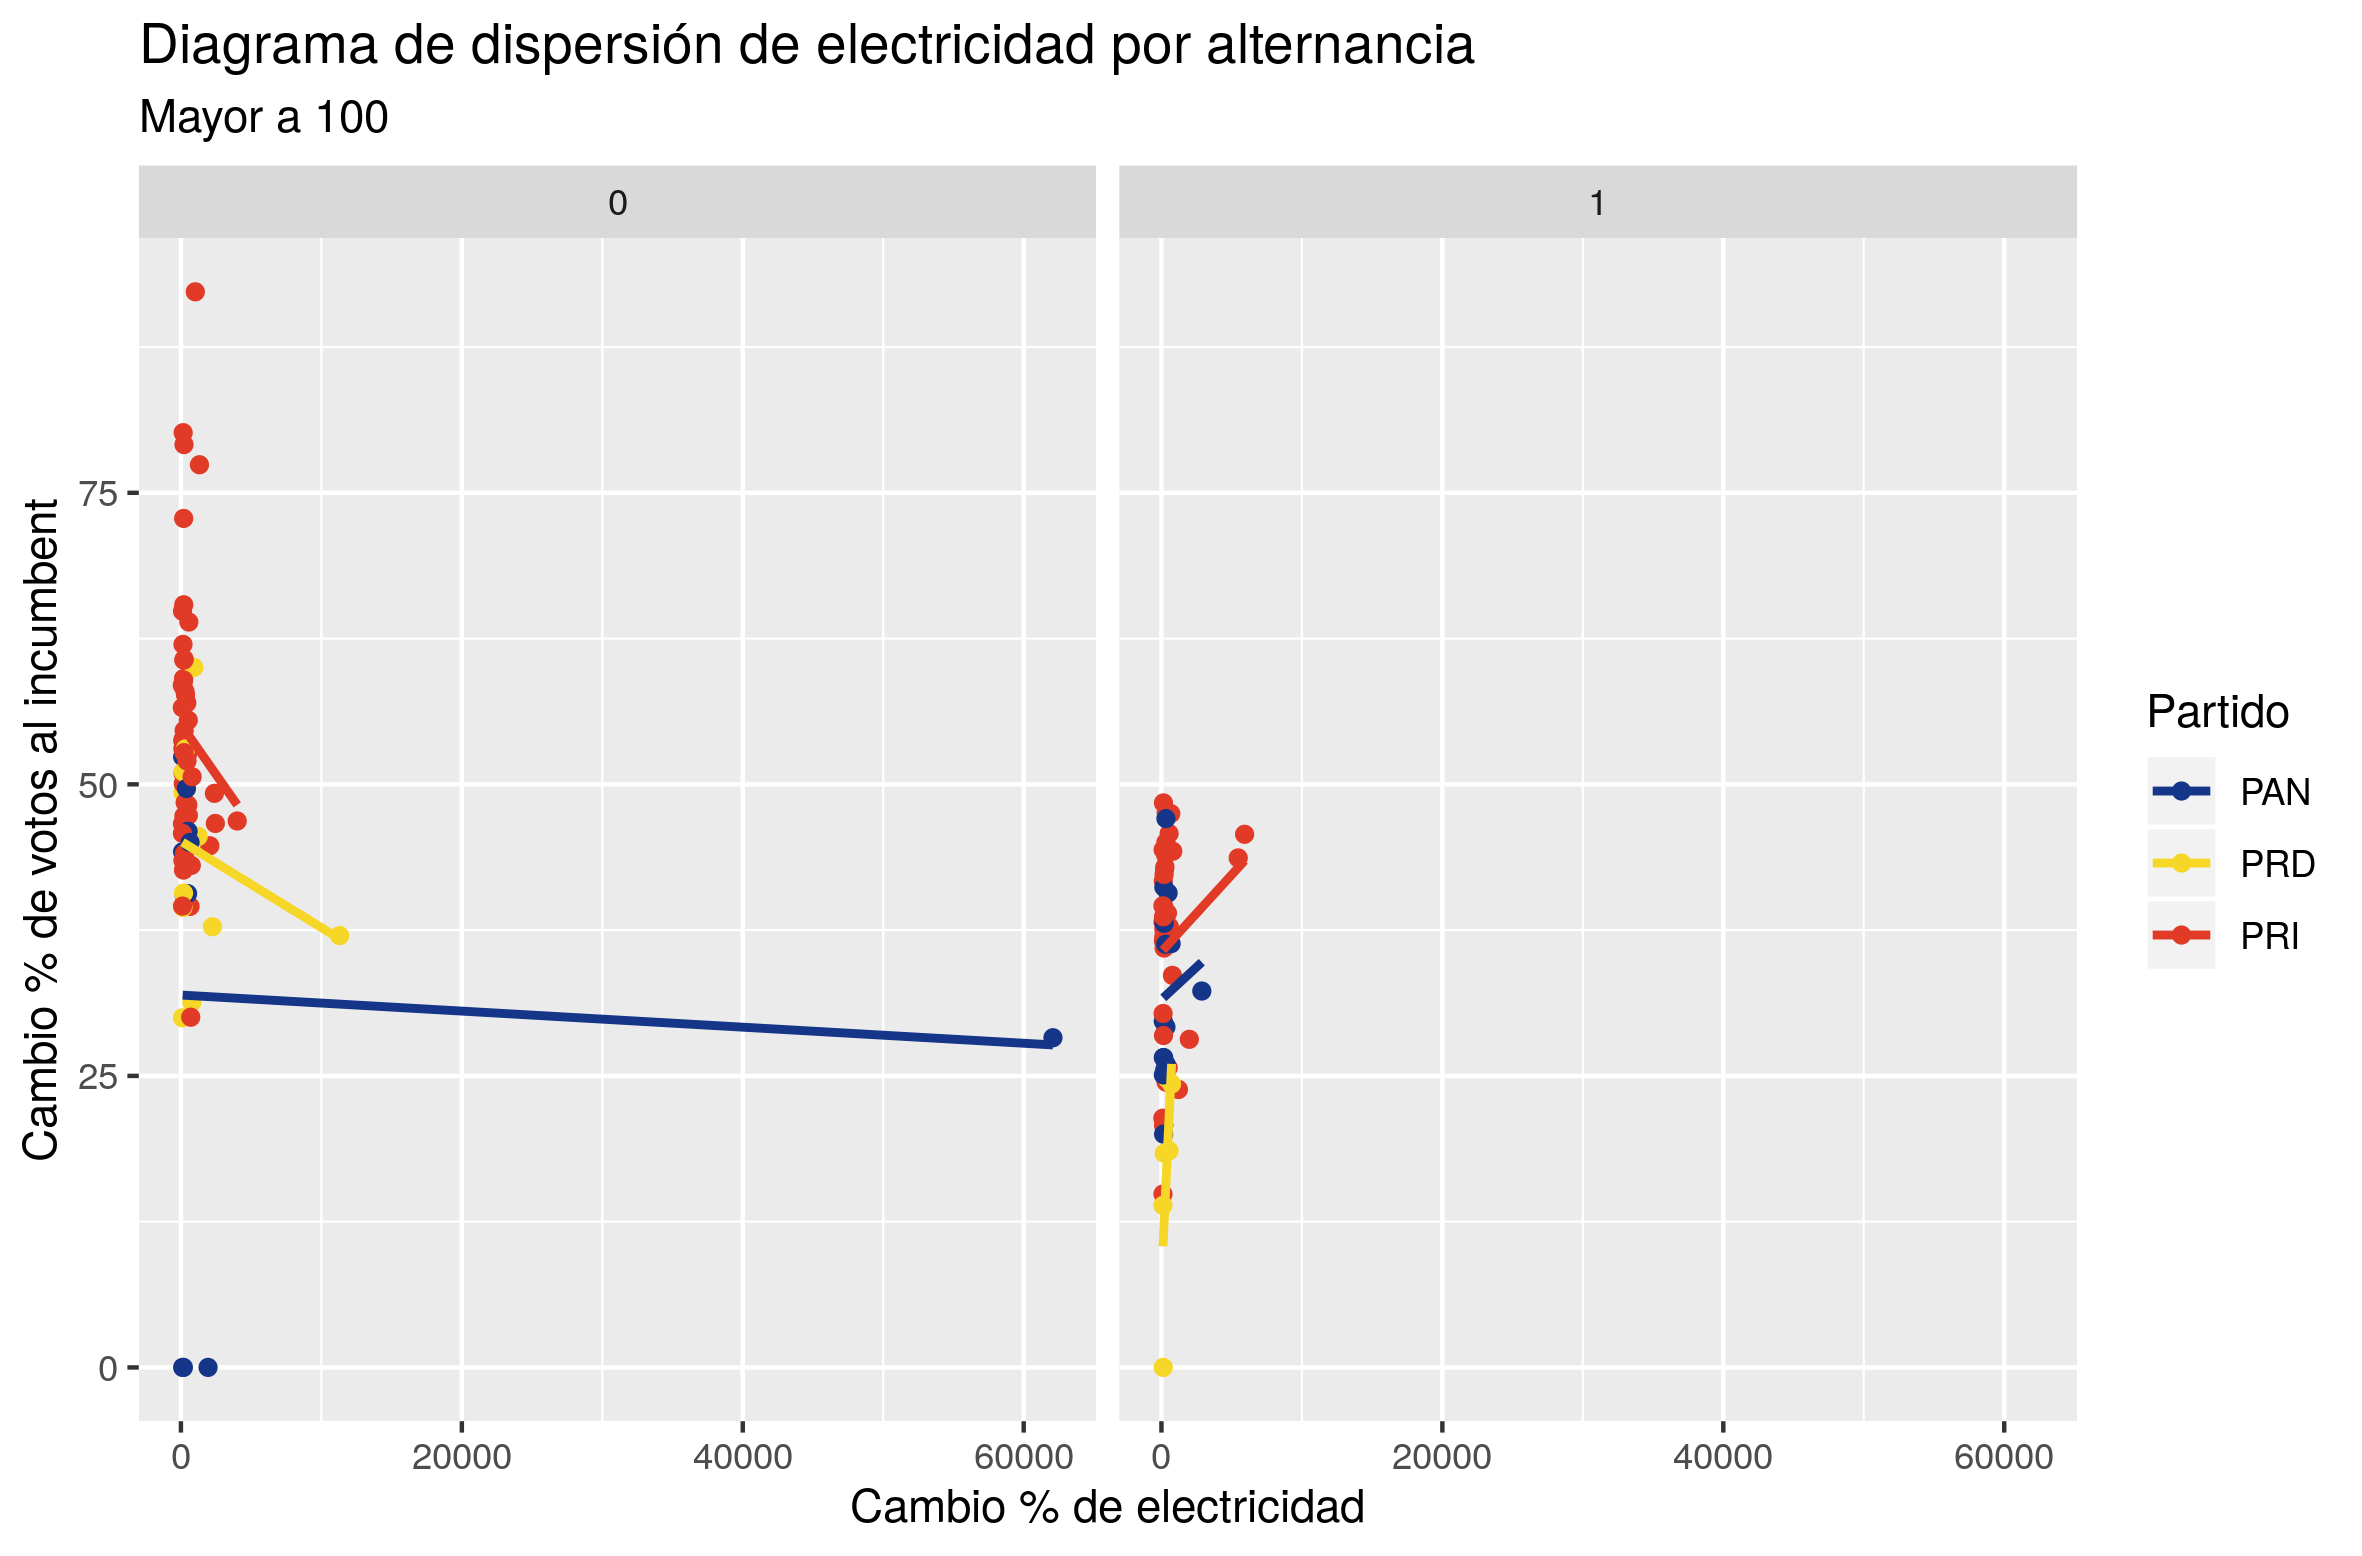 Diagrama de dispersión de electricidad por alternancia
Mayor a 100
0
1
Cambio % de votos al incumbent
75
50
25
0
0
20000
40000
60000
0
20000
40000
60000
Cambio % de electricidad
Partido
PAN
PRD
PRI